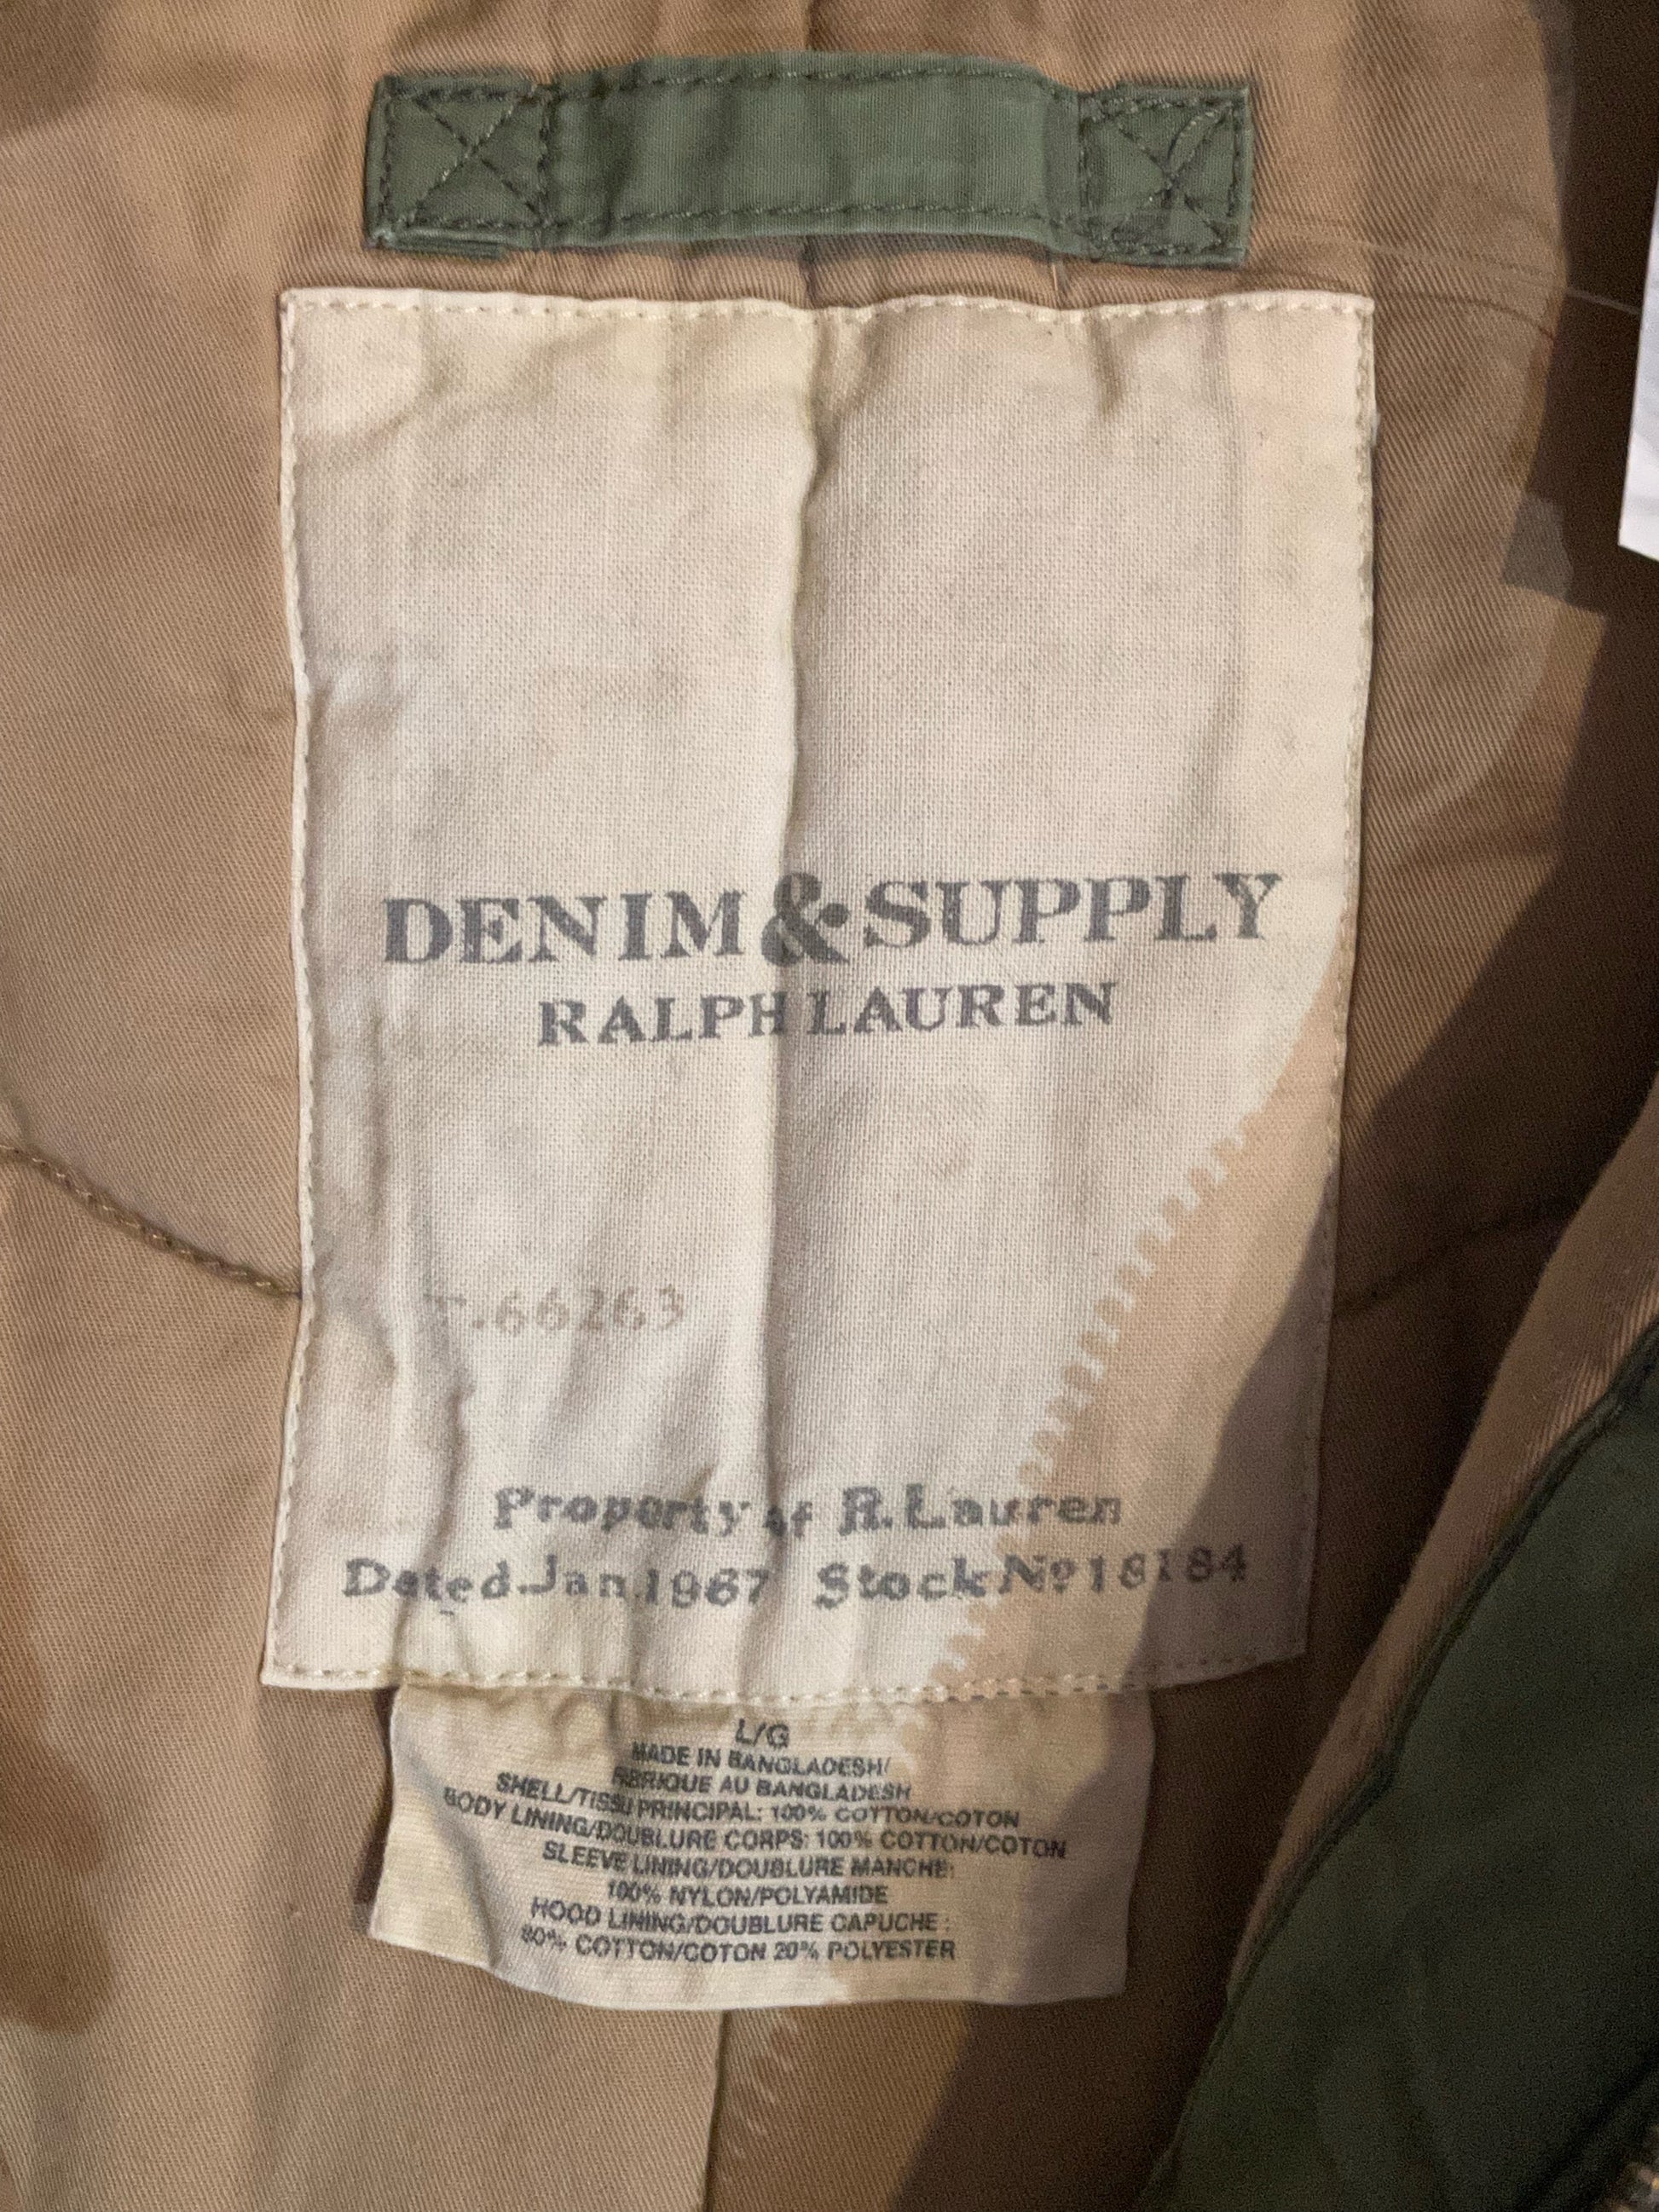 DENIM & SUPPLY
RALPH LAUREN
T.66263
Property of R. Lauren
Dated Jan. 1967 Stock No 18184
L/G
MADE IN BANGLADESH/
FABRIQUE AU BANGLADESH
SHELL/TISSU PRINCIPAL: 100% COTTON/COTON
BODY LINING/DOUBLURE CORPS: 100% COTTON/COTON
SLEEVE LINING/DOUBLURE MANCHE:
100% NYLON/POLYAMIDE
HOOD LINING/DOUBLURE CAPUCHE :
80% COTTON/COTON 20% POLYESTER